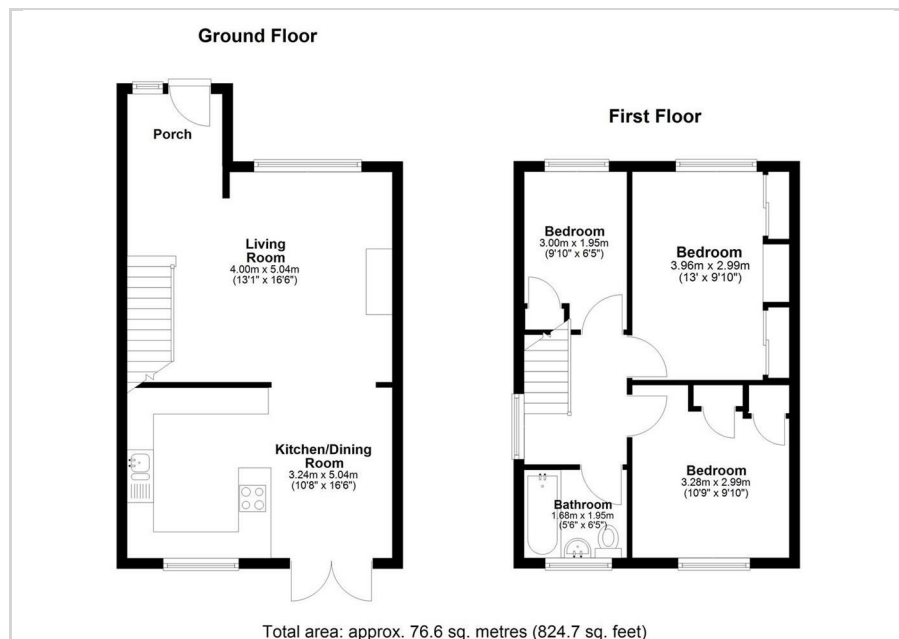 Ground Floor
Porch
Living
Room
4.00m x 5.04m
(13'1" x 16'6")
Kitchen/Dining
Room
3.24m x 5.04m
(10'8" x 16'6")
First Floor
Bedroom
3.00m x 1.95m
(9'10" x 6'5")
Bedroom
3.96m x 2.99m
(13' x 9'10")
Bedroom
3.28m x 2.99m
(10'9" x 9'10")
Bathroom
1.68m x 1.95m
(5'6" x 6'5")
Total area: approx. 76.6 sq. metres (824.7 sq. feet)